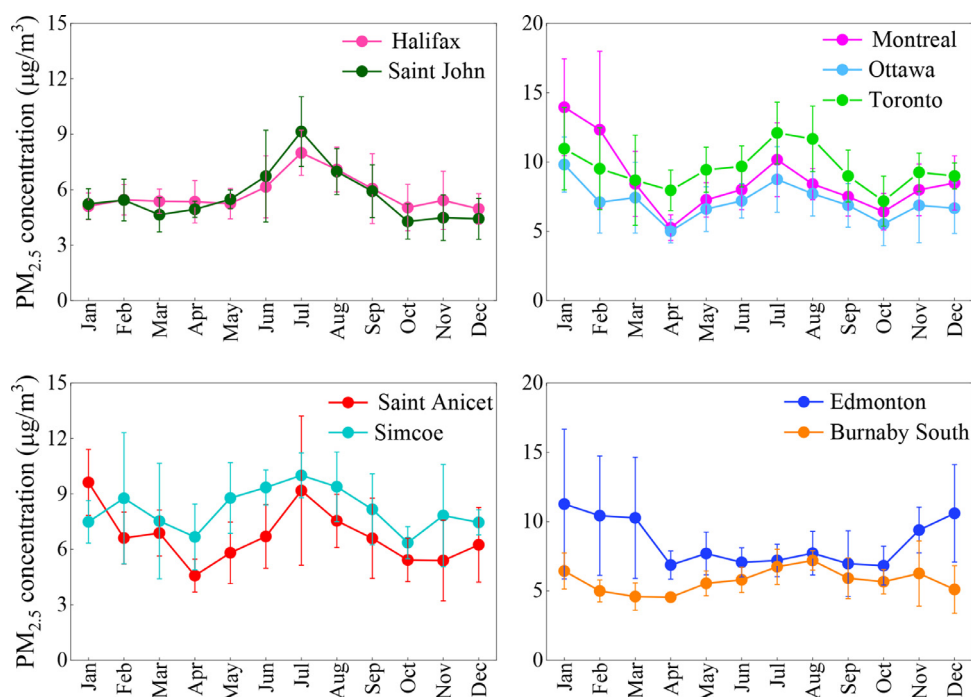 PM2.5 concentration (μg/m3)
15
12
9
6
3
0
Halifax
Saint John
Jan Feb Mar Apr May Jun Jul Aug Sep Oct Nov Dec
20
15
10
5
0
Montreal
Ottawa
Toronto
Jan Feb Mar Apr May Jun Jul Aug Sep Oct Nov Dec
PM2.5 concentration (μg/m3)
15
12
9
6
3
0
Saint Anicet
Simcoe
Jan Feb Mar Apr May Jun Jul Aug Sep Oct Nov Dec
20
15
10
5
0
Edmonton
Burnaby South
Jan Feb Mar Apr May Jun Jul Aug Sep Oct Nov Dec